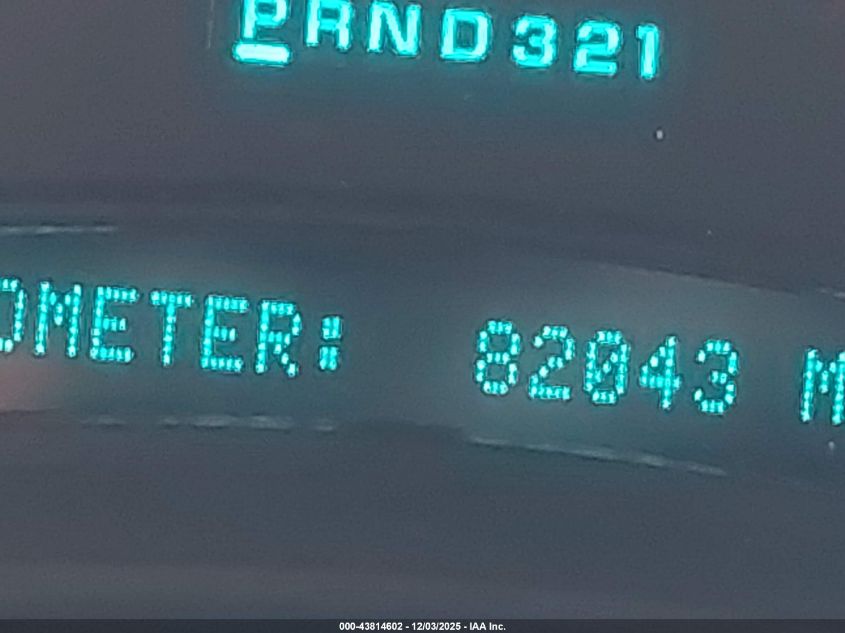 PRND321
OMETER: 82043 M
000-43814602 - 12/03/2025 - IAA Inc.